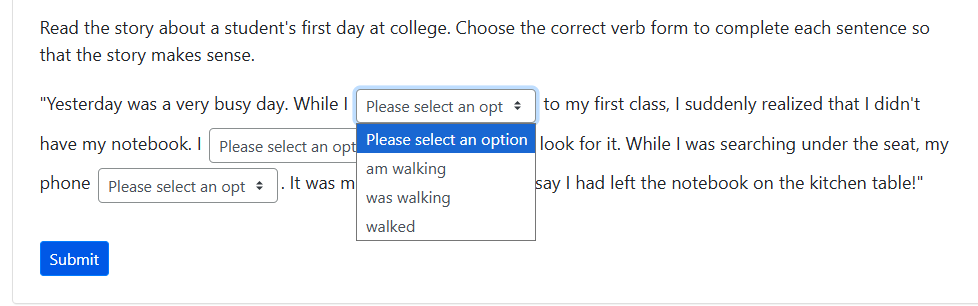 Read the story about a student's first day at college. Choose the correct verb form to complete each sentence so
that the story makes sense.
"Yesterday was a very busy day. While I Please select an opt to my first class, I suddenly realized that I didn't
Please select an option
have my notebook. I Please select an opt look for it. While I was searching under the seat, my
am walking
phone Please select an opt . It was m say I had left the notebook on the kitchen table!"
was walking
walked
Submit